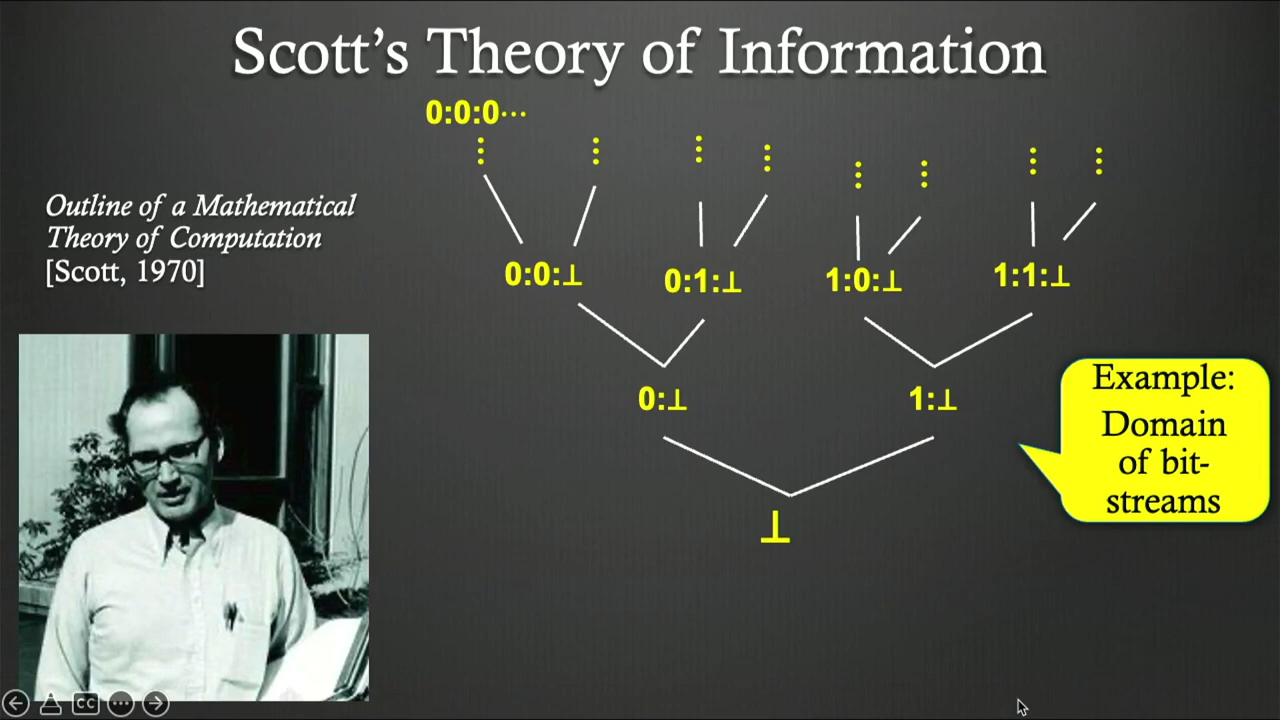 Scott's Theory of Information
0:0:0⋯
⋮ ⋮ ⋮ ⋮ ⋮ ⋮ ⋮ ⋮
Outline of a Mathematical
Theory of Computation
[Scott, 1970]
0:0:⊥ 0:1:⊥ 1:0:⊥ 1:1:⊥
0:⊥ 1:⊥
⊥
Example:
Domain
of bit-
streams
CC